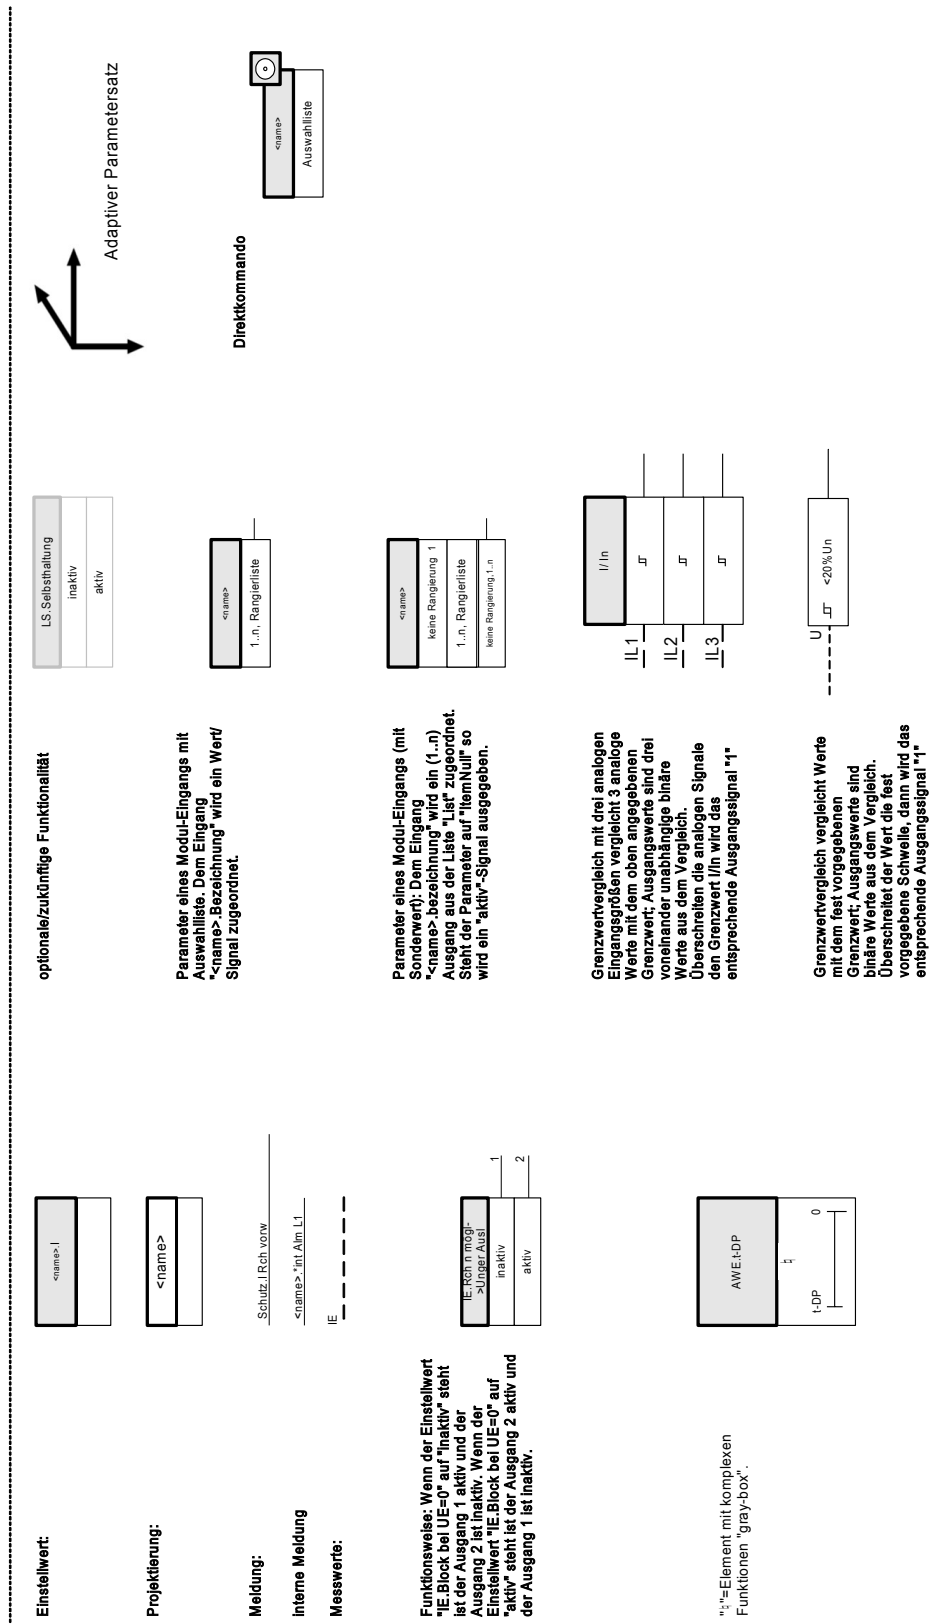 Einstellwert:
<name>.I
Projektierung:
<name>
Meldung:
Schutz.I Rch vorw
interne Meldung
<name>.*int Alm L1
Messwerte:
IE
Funktionsweise: Wenn der Einstellwert
"IE.Block bei UE=0" auf "inaktiv" steht
ist der Ausgang 1 aktiv und der
Ausgang 2 ist inaktiv. Wenn der
Einstellwert "IE.Block bei UE=0" auf
"aktiv" steht ist der Ausgang 2 aktiv und
der Ausgang 1 ist inaktiv.
IE.Rch n mögl-
>Unger Ausl
inaktiv
1
aktiv
2
"♮"=Element mit komplexen
Funktionen "gray-box".
AWE.t-DP
♮
t-DP
0
optionale/zukünftige Funktionalität
LS.Selbsthaltung
inaktiv
aktiv
Parameter eines Modul-Eingangs mit
Auswahlliste. Dem Eingang
"<name>.Bezeichnung" wird ein Wert/
Signal zugeordnet.
<name>
1..n, Rangierliste
Parameter eines Modul-Eingangs (mit
Sonderwert): Dem Eingang
"<name>.bezeichnung" wird ein (1..n)
Ausgang aus der Liste "List" zugeordnet.
Steht der Parameter auf "ItemNull" so
wird ein "aktiv"-Signal ausgegeben.
<name>
keine Rangierung 1
1..n, Rangierliste
keine Rangierung,1..n
Grenzwertvergleich mit drei analogen
Eingangsgrößen vergleicht 3 analoge
Werte mit dem oben angegebenen
Grenzwert; Ausgangswerte sind drei
voneinander unabhängige binäre
Werte aus dem Vergleich.
Überschreiten die analogen Signale
den Grenzwert I/In wird das
entsprechende Ausgangssignal "1"
I/In
IL1
IL2
IL3
Grenzwertvergleich vergleicht Werte
mit dem fest vorgegebenen
Grenzwert; Ausgangswerte sind
binäre Werte aus dem Vergleich.
Überschreitet der Wert die fest
vorgegebene Schwelle, dann wird das
entsprechende Ausgangssignal "1"
U
<20%Un
Adaptiver Parametersatz
Direktkommando
<name>
Auswahlliste